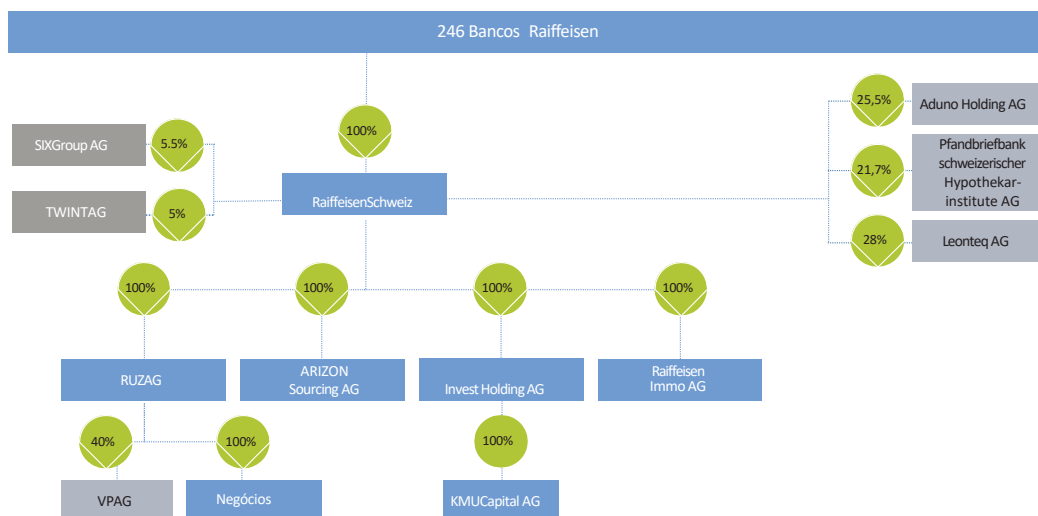 246 Bancos Raiffeisen
25,5%
Aduno Holding AG
SIXGroup AG
5.5%
100%
21,7%
Pfandbriefbank
schweizerischer
Hypothekar-
institute AG
TWINTAG
5%
RaiffeisenSchweiz
28%
Leonteq AG
100%
100%
100%
100%
RUZAG
ARIZON
Sourcing AG
Invest Holding AG
Raiffeisen
Immo AG
40%
100%
100%
VPAG
Negócios
KMUCapital AG